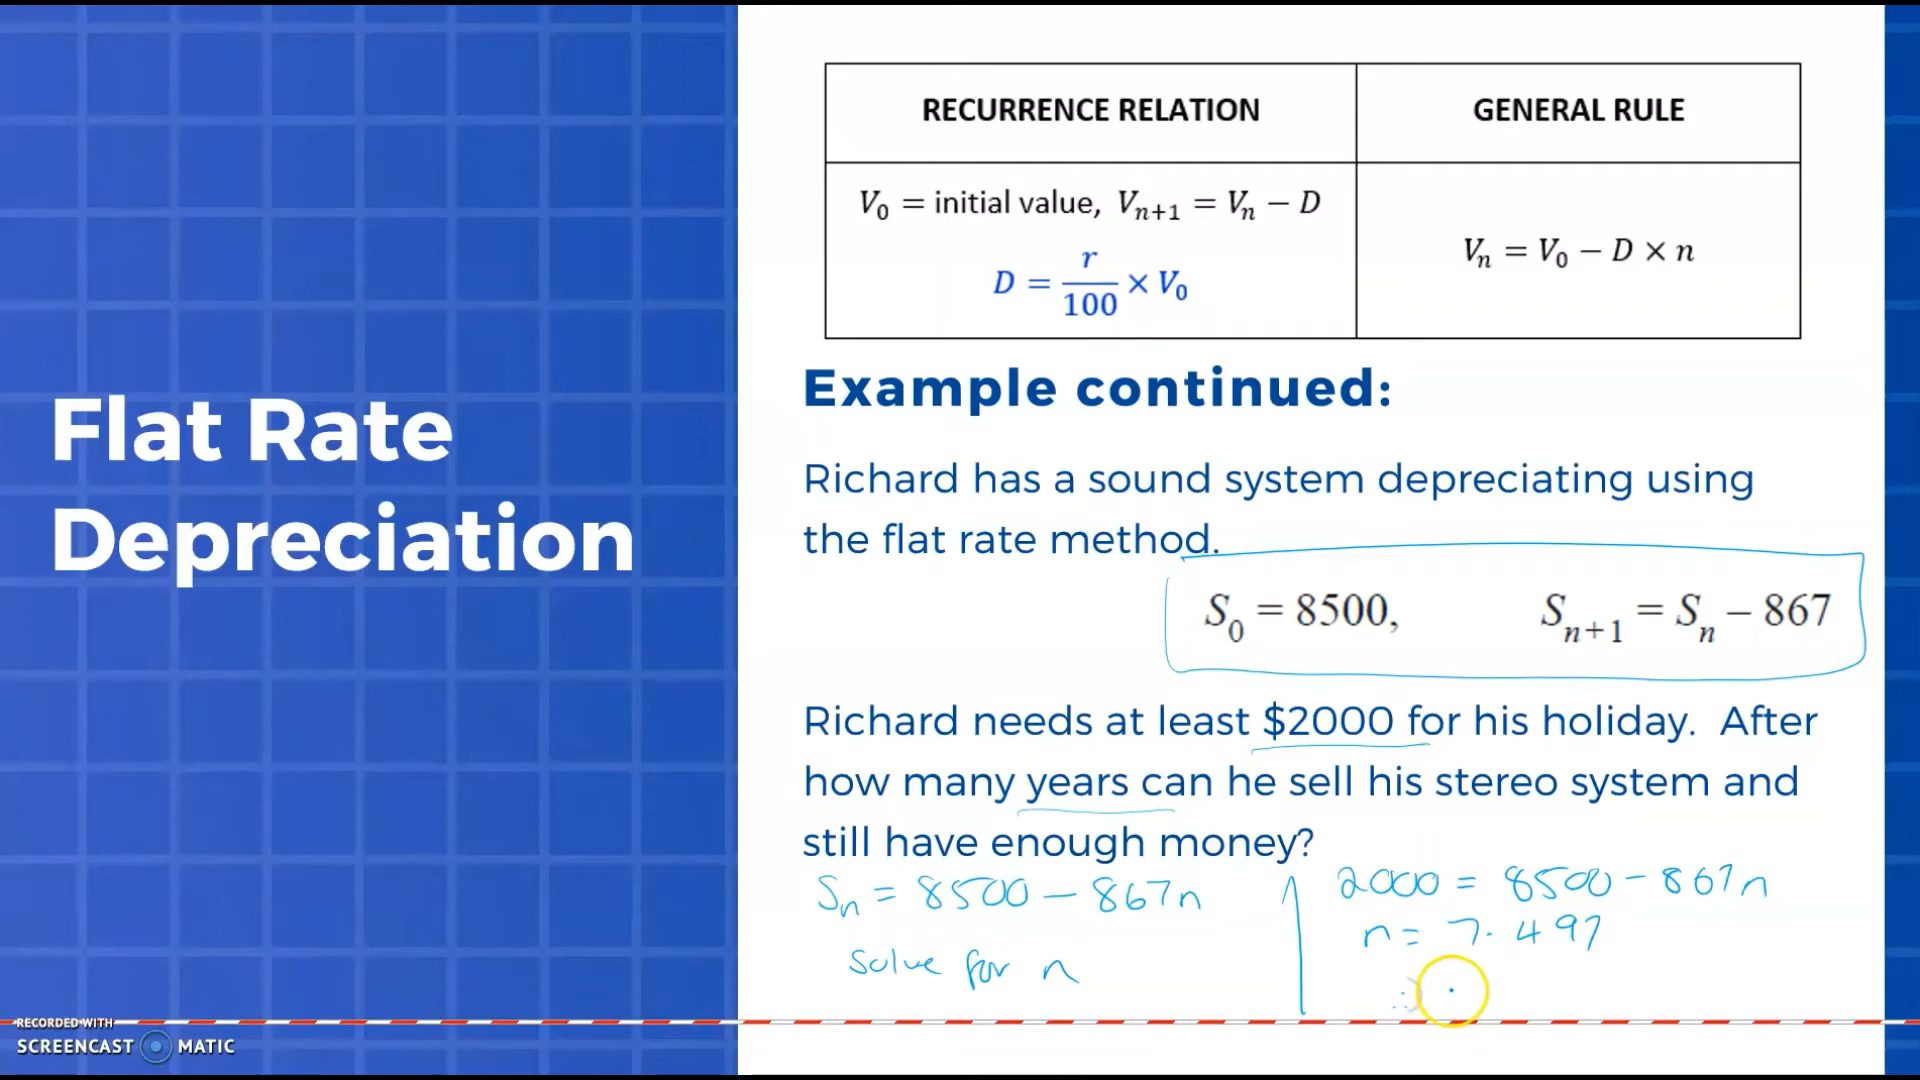 Flat Rate
Depreciation
RECURRENCE RELATION
GENERAL RULE
V₀ = initial value, Vₙ₊₁ = Vₙ − D
D = r/100 × V₀
Vₙ = V₀ − D × n
Example continued:
Richard has a sound system depreciating using
the flat rate method.
S₀ = 8500, Sₙ₊₁ = Sₙ − 867
Richard needs at least $2000 for his holiday. After
how many years can he sell his stereo system and
still have enough money?
Sₙ = 8500 − 867n
solve for n
2000 = 8500 − 867n
n = 7.497
RECORDED WITH
SCREENCAST MATIC